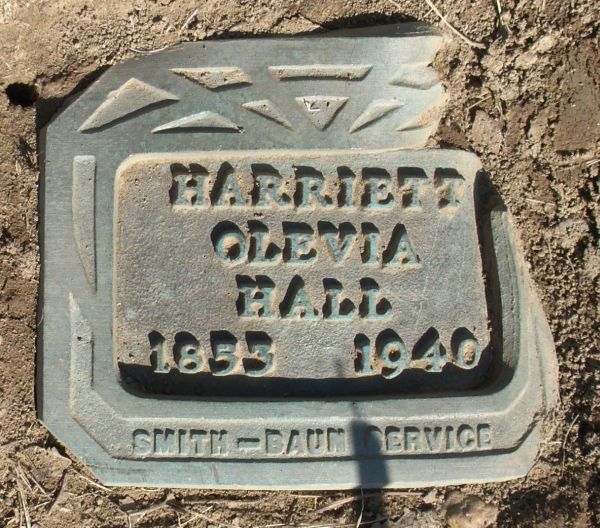 HARRIETT
OLEVIA
HALL
1853 1940
SMITH - BAUN SERVICE